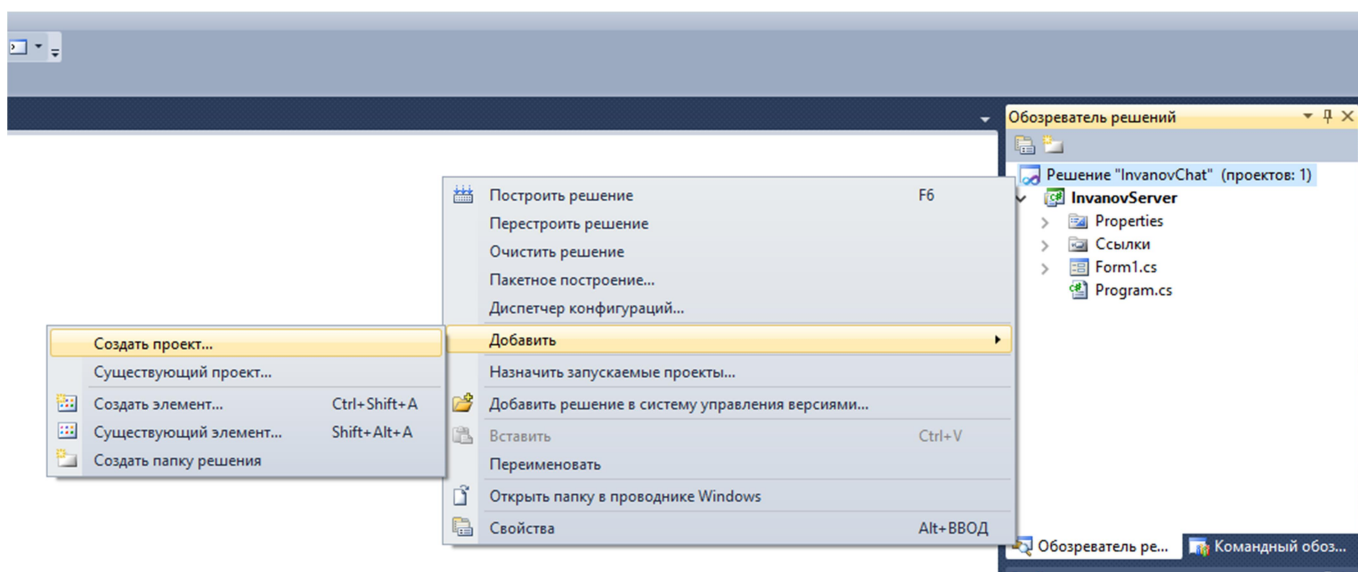 Обозреватель решений
Решение "InvanovChat" (проектов: 1)
InvanovServer
Properties
Ссылки
Form1.cs
Program.cs
Построить решение F6
Перестроить решение
Очистить решение
Пакетное построение...
Диспетчер конфигураций...
Добавить
Назначить запускаемые проекты...
Добавить решение в систему управления версиями...
Вставить Ctrl+V
Переименовать
Открыть папку в проводнике Windows
Свойства Alt+ВВОД
Создать проект...
Существующий проект...
Создать элемент... Ctrl+Shift+A
Существующий элемент... Shift+Alt+A
Создать папку решения
Обозреватель ре... Командный обоз...